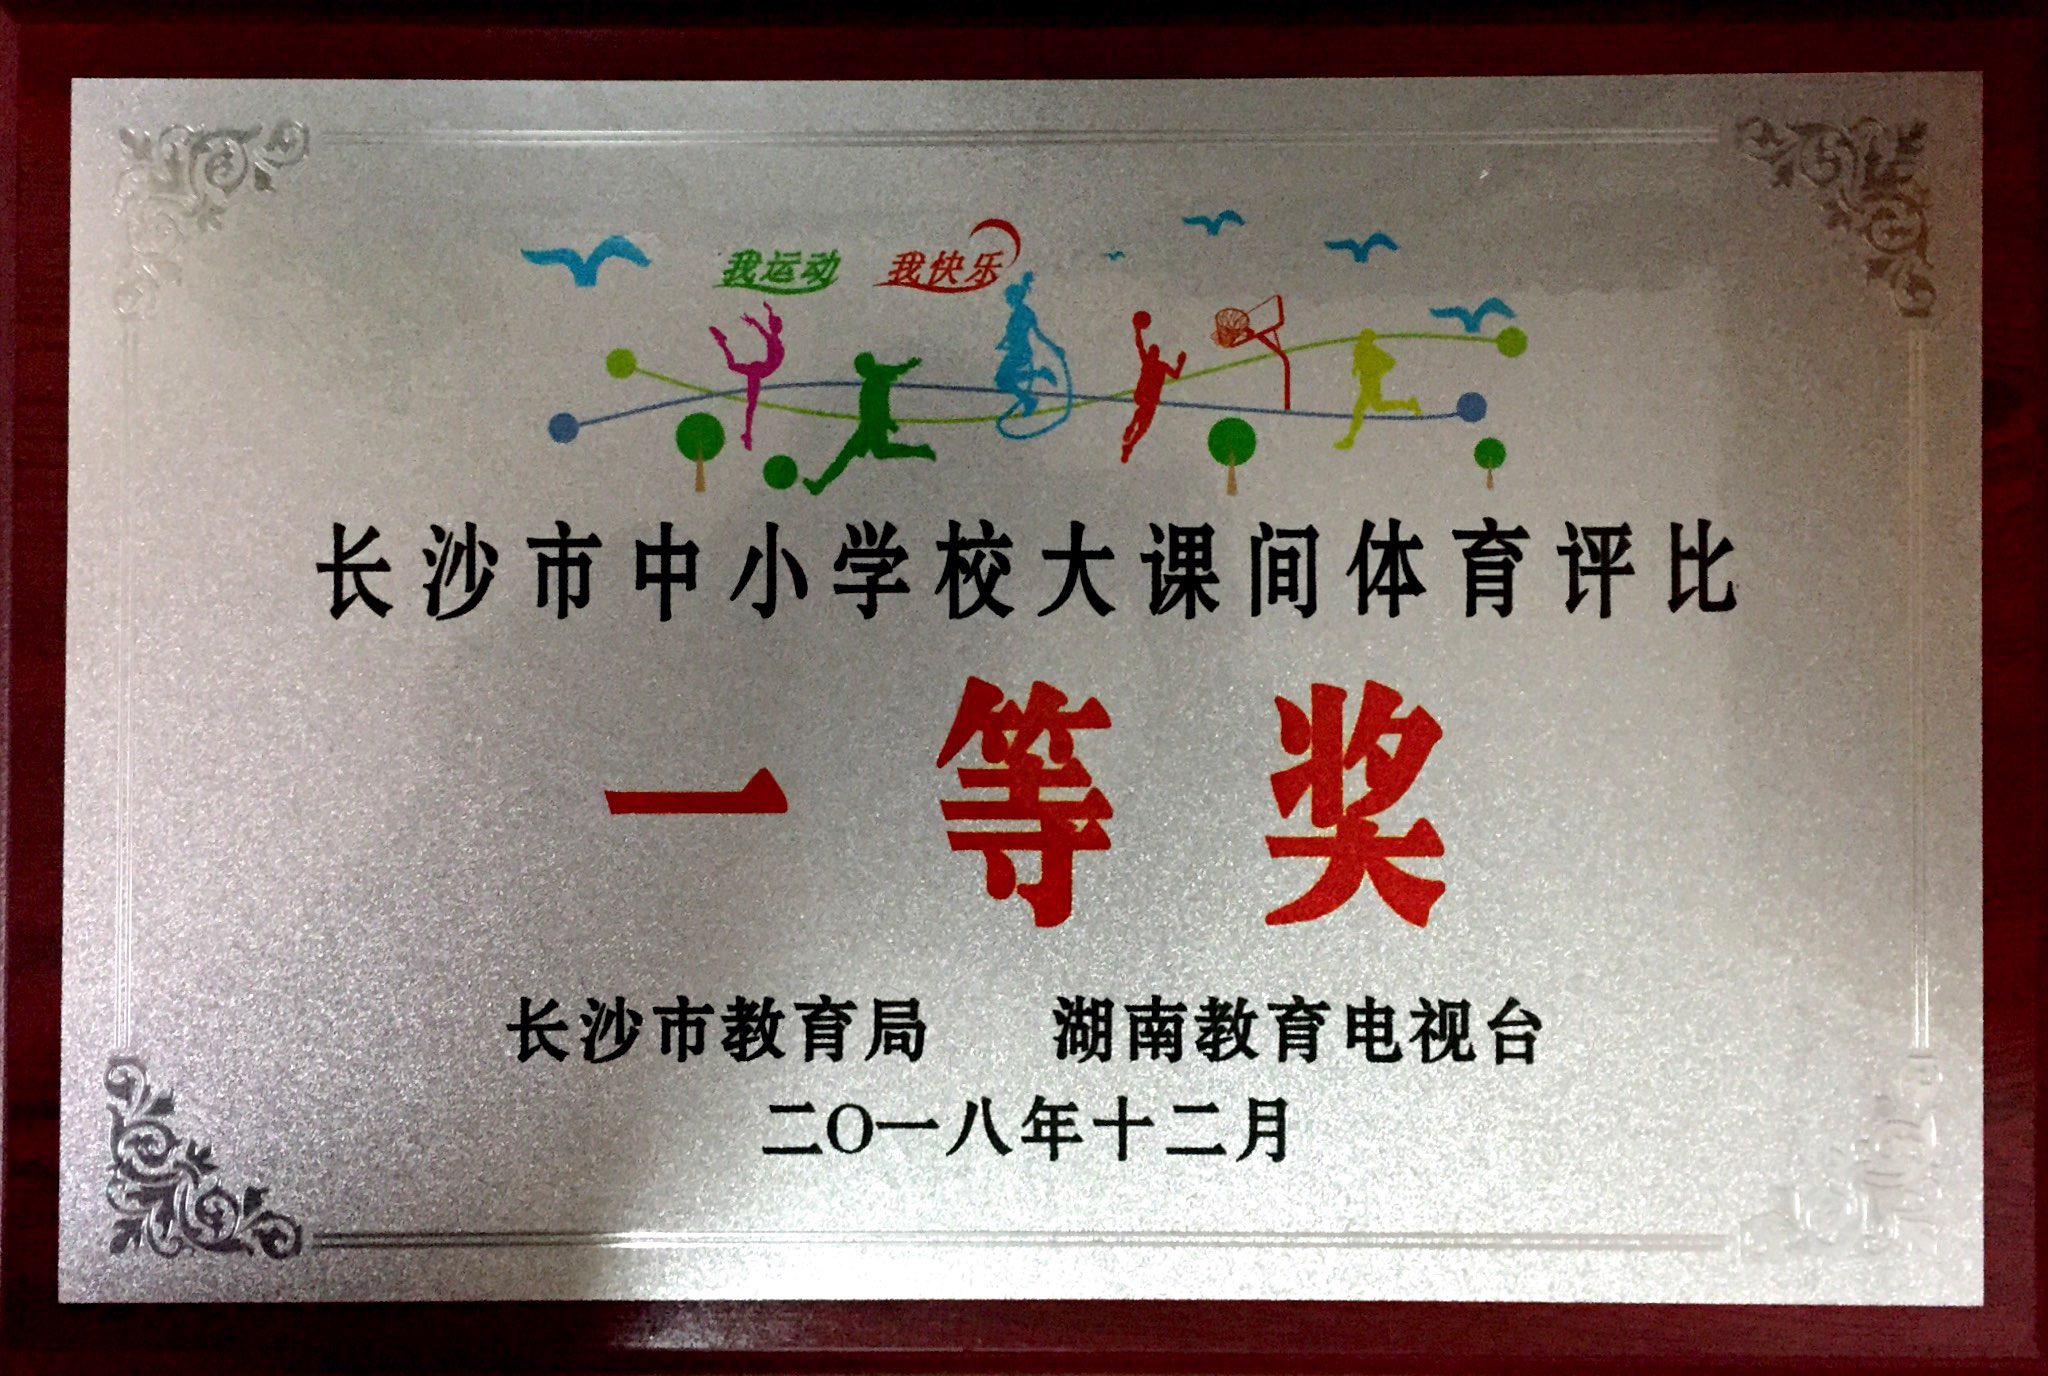 我运动 我快乐
长沙市中小学校大课间体育评比
一等奖
长沙市教育局 湖南教育电视台
二〇一八年十二月